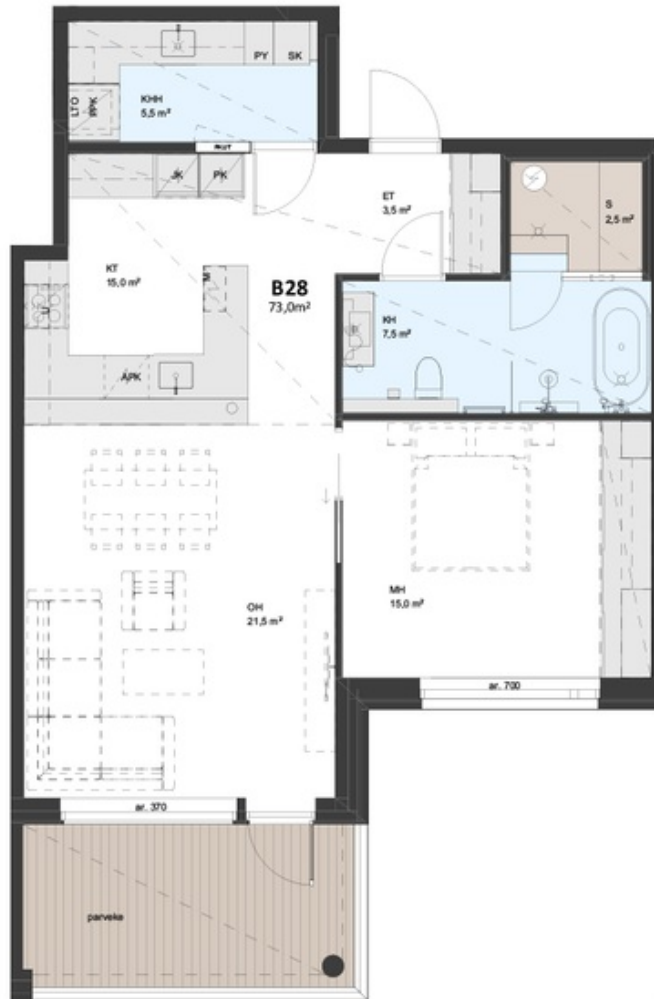 PY
SK
LTO
PPK
KHH
5,5 m²
RKJT
JK
PK
ET
3,5 m²
S
2,5 m²
KT
15,0 m²
B28
73,0m²
M
U
KH
7,5 m²
APK
MH
15,0 m²
OH
21,5 m²
ar. 700
ar. 370
parveke